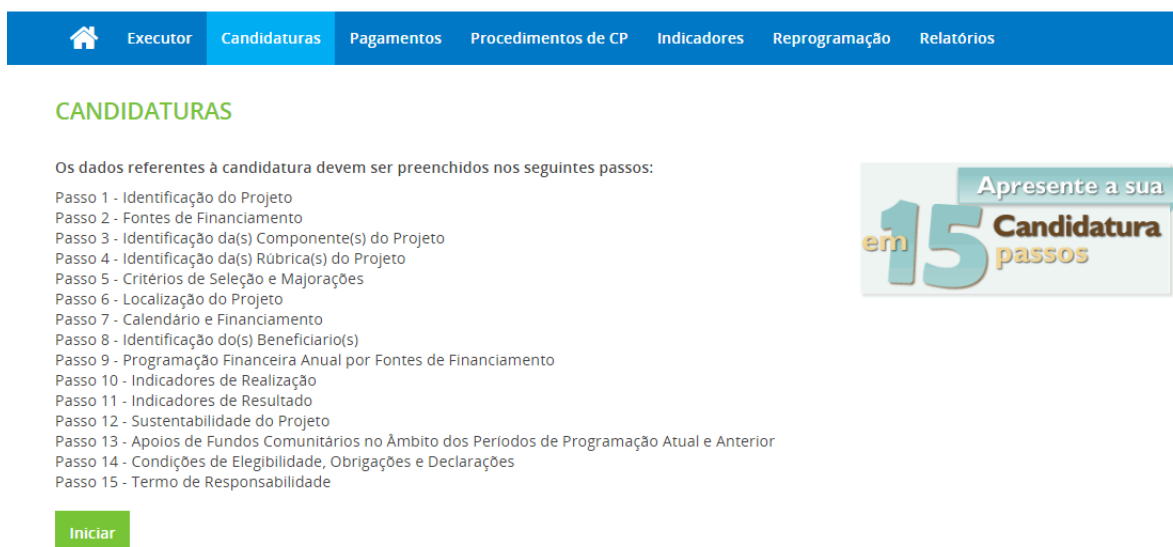 Executor Candidaturas Pagamentos Procedimentos de CP Indicadores Reprogramação Relatórios
CANDIDATURAS
Os dados referentes à candidatura devem ser preenchidos nos seguintes passos:
Passo 1 - Identificação do Projeto
Passo 2 - Fontes de Financiamento
Passo 3 - Identificação da(s) Componente(s) do Projeto
Passo 4 - Identificação da(s) Rúbrica(s) do Projeto
Passo 5 - Critérios de Seleção e Majorações
Passo 6 - Localização do Projeto
Passo 7 - Calendário e Financiamento
Passo 8 - Identificação do(s) Beneficiario(s)
Passo 9 - Programação Financeira Anual por Fontes de Financiamento
Passo 10 - Indicadores de Realização
Passo 11 - Indicadores de Resultado
Passo 12 - Sustentabilidade do Projeto
Passo 13 - Apoios de Fundos Comunitários no Âmbito dos Períodos de Programação Atual e Anterior
Passo 14 - Condições de Elegibilidade, Obrigações e Declarações
Passo 15 - Termo de Responsabilidade
Iniciar
Apresente a sua
Candidatura
em 15 passos